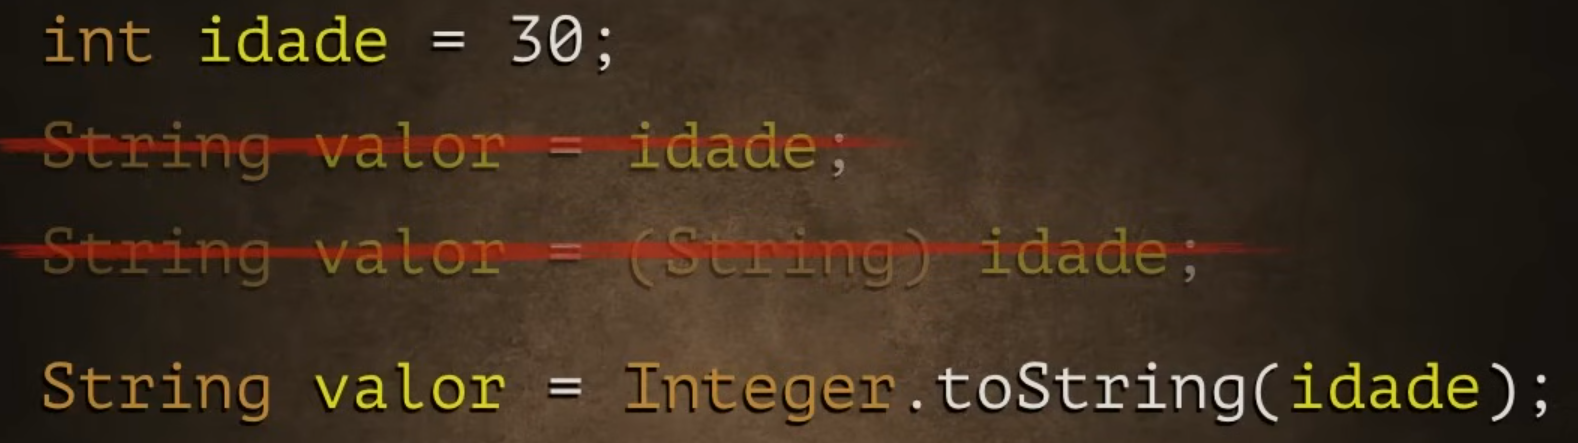 int idade = 30;
String valor = idade;
String valor = (String) idade;
String valor = Integer.toString(idade);